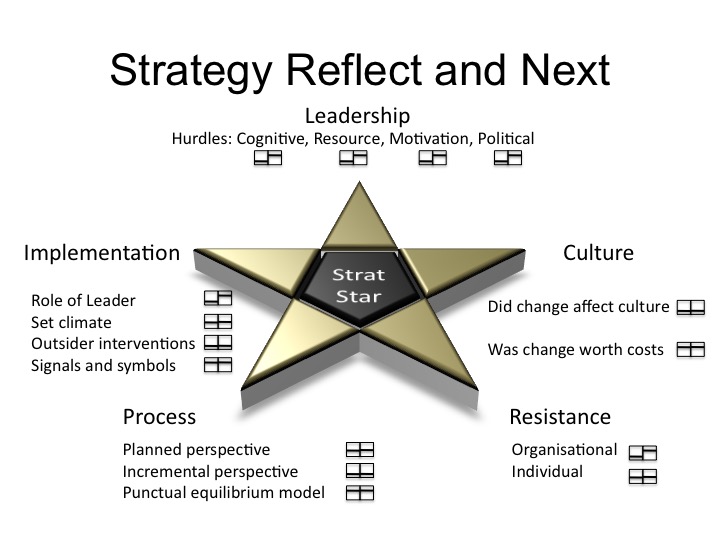 Strategy Reflect and Next
Leadership
Hurdles: Cognitive, Resource, Motivation, Political
Implementation
Role of Leader
Set climate
Outsider interventions
Signals and symbols
Strat
Star
Culture
Did change affect culture
Was change worth costs
Process
Planned perspective
Incremental perspective
Punctual equilibrium model
Resistance
Organisational
Individual